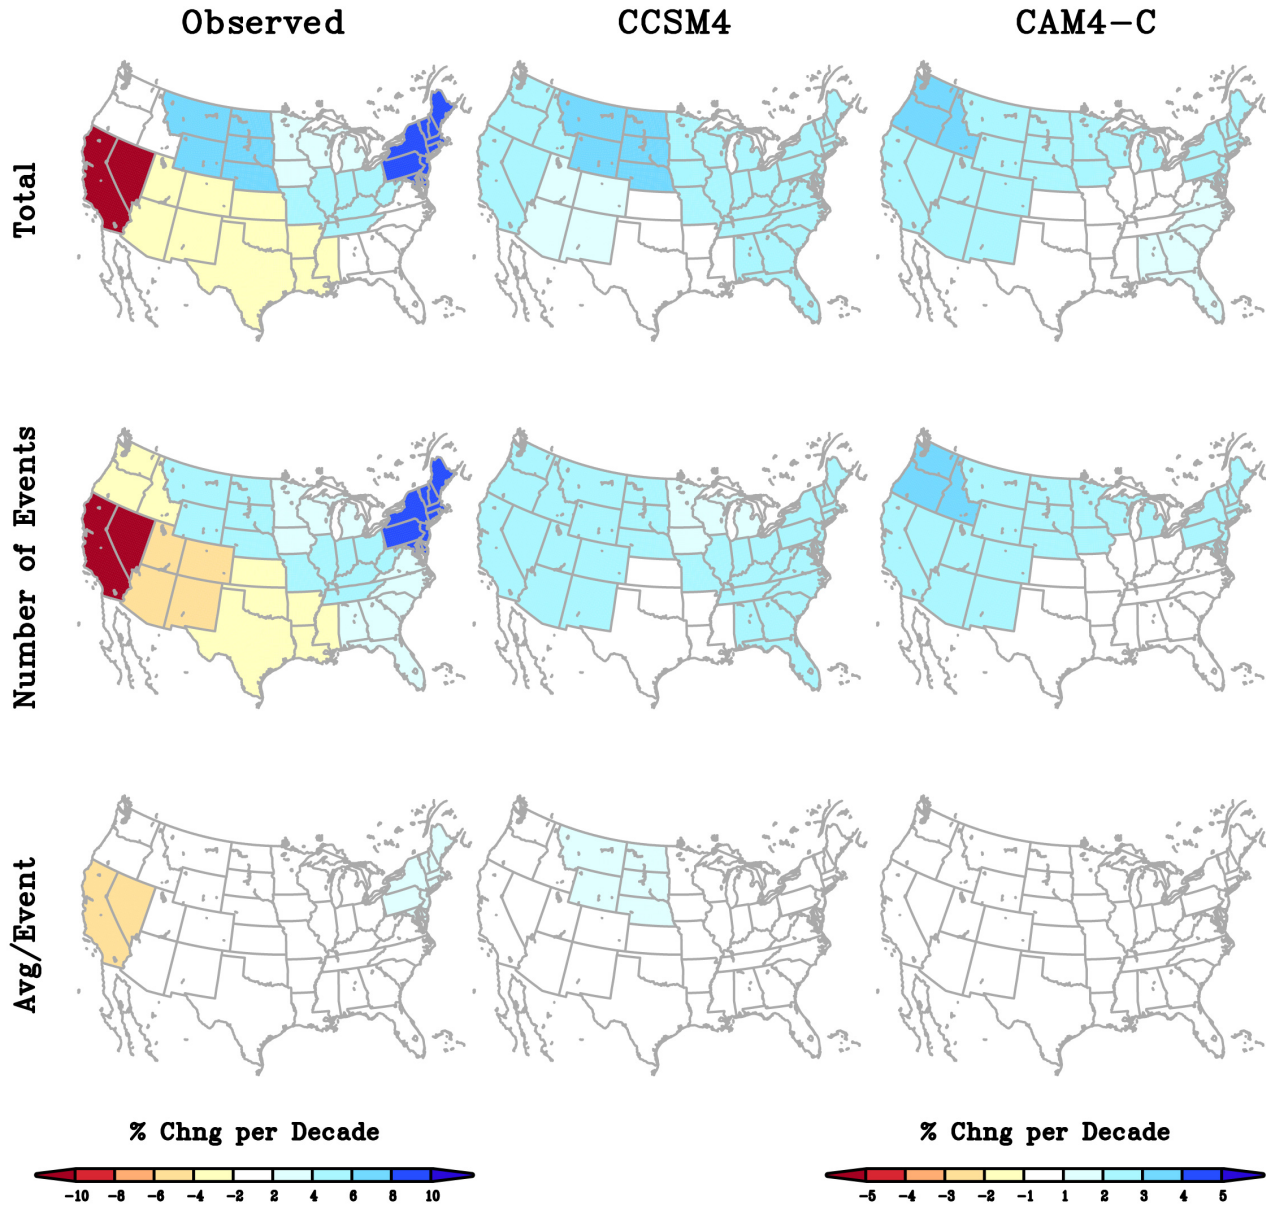 Observed CCSM4 CAM4-C
Total
Number of Events
Avg/Event
% Chng per Decade % Chng per Decade
-10 -8 -6 -4 -2 2 4 6 8 10 -5 -4 -3 -2 -1 1 2 3 4 5